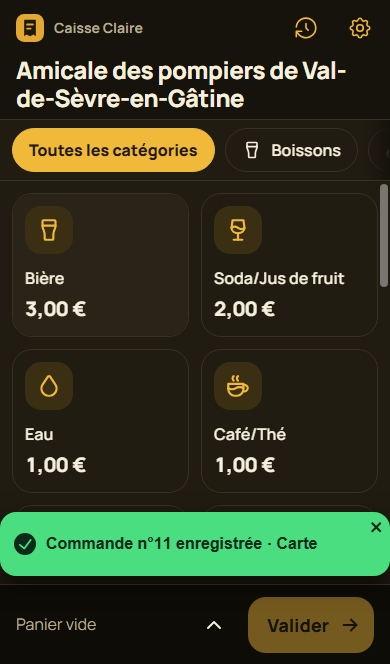 Caisse Claire
Amicale des pompiers de Val-
de-Sèvre-en-Gâtine
Toutes les catégories
Boissons
Bière
3,00 €
Soda/Jus de fruit
2,00 €
Eau
1,00 €
Café/Thé
1,00 €
Commande n°11 enregistrée · Carte
Panier vide
Valider